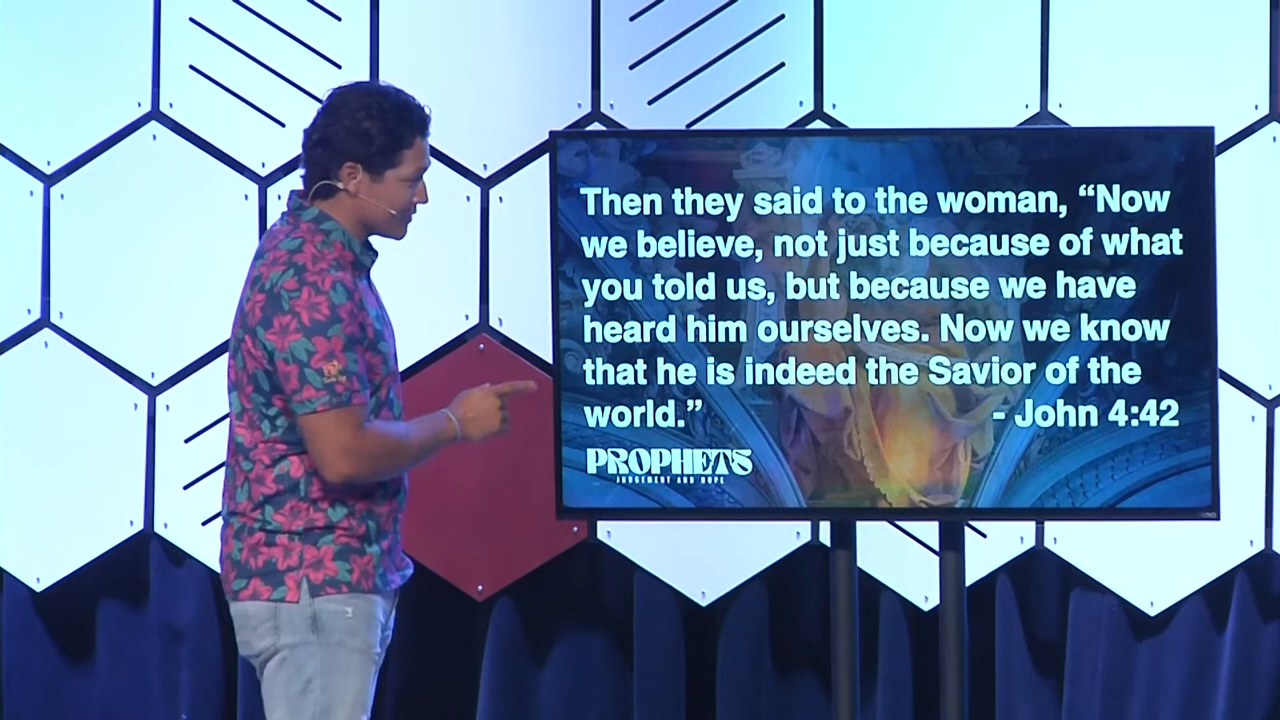 Then they said to the woman, “Now
we believe, not just because of what
you told us, but because we have
heard him ourselves. Now we know
that he is indeed the Savior of the
world.” - John 4:42
PROPHETS
JUDGEMENT AND HOPE